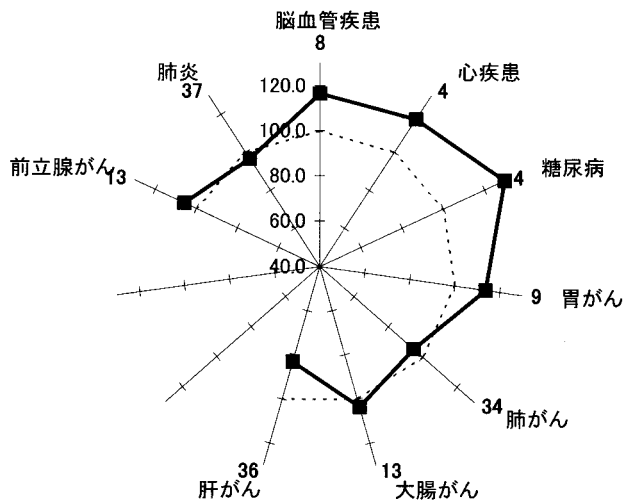 脳血管疾患
8
心疾患
4
糖尿病
4
胃がん
9
肺がん
34
大腸がん
13
肝がん
36
前立腺がん
13
肺炎
37
120.0
100.0
80.0
60.0
40.0